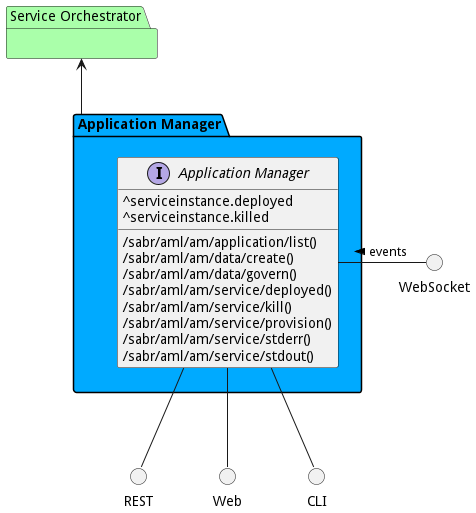 Service Orchestrator
Application Manager
I Application Manager
^serviceinstance.deployed
^serviceinstance.killed
/sabr/aml/am/application/list()
/sabr/aml/am/data/create()
/sabr/aml/am/data/govern()
/sabr/aml/am/service/deployed()
/sabr/aml/am/service/kill()
/sabr/aml/am/service/provision()
/sabr/aml/am/service/stderr()
/sabr/aml/am/service/stdout()
events
WebSocket
REST
Web
CLI